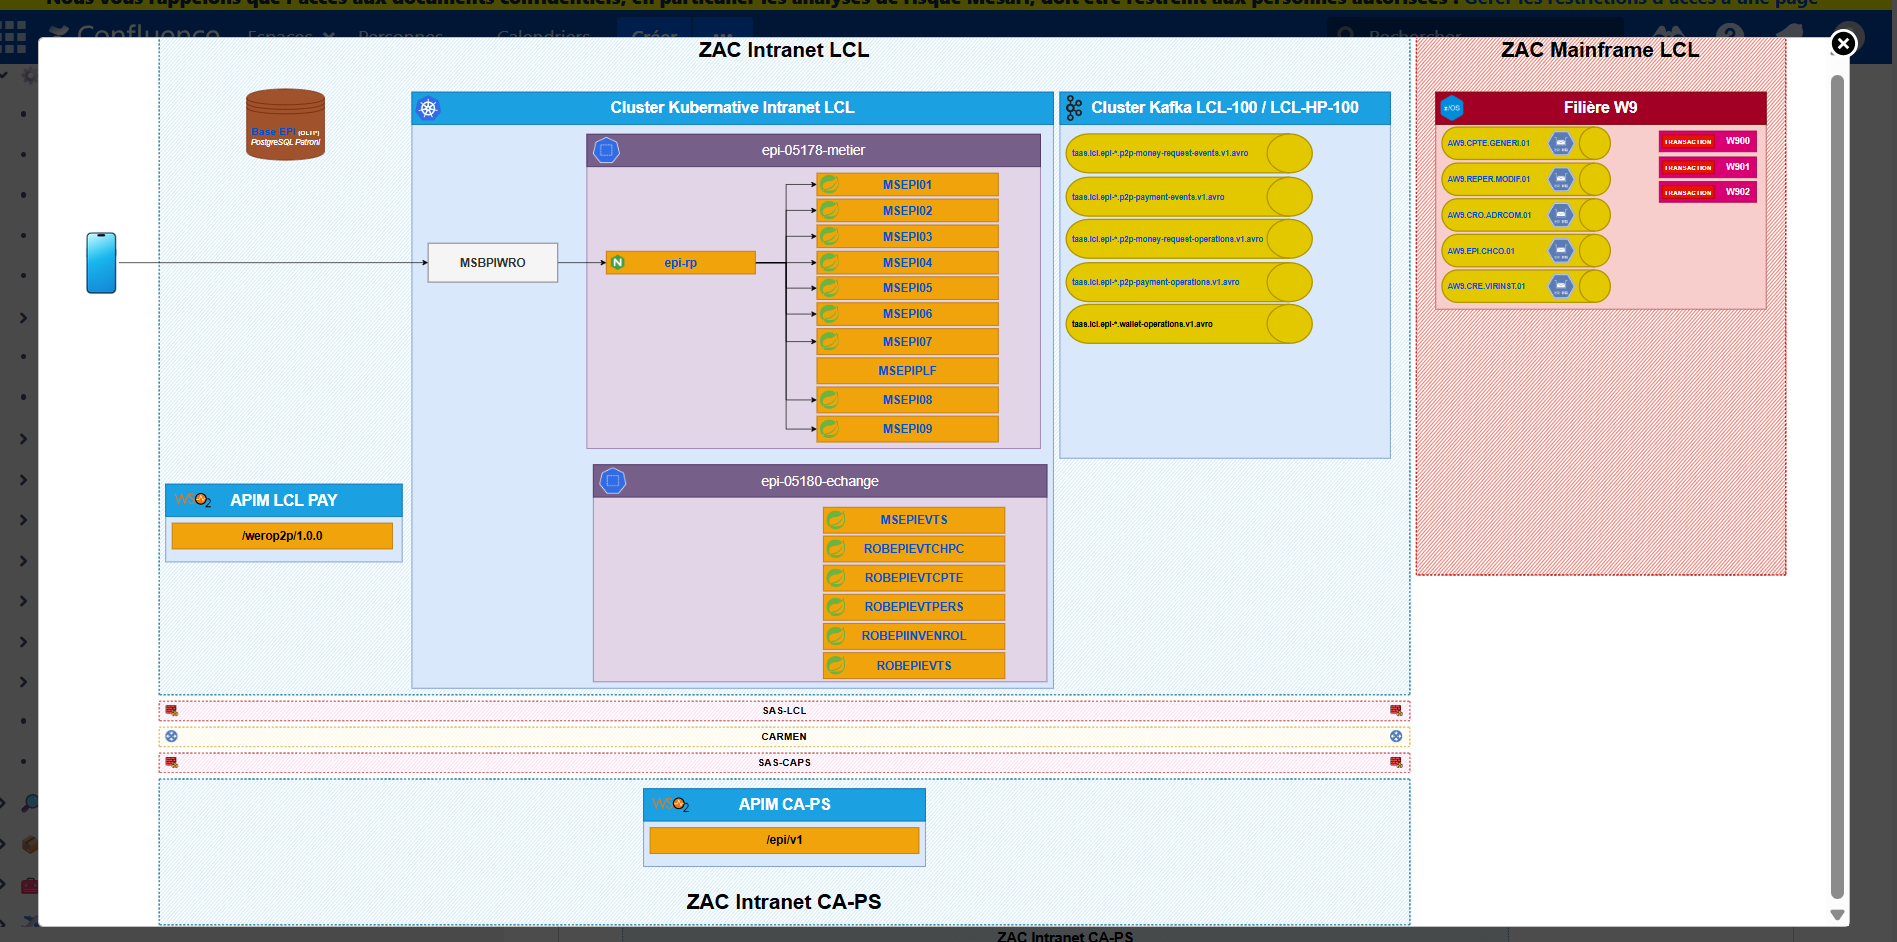 Nous vous rappelons que l'accès aux documents confidentiels, en particulier les analyses de risque Mesari, doit être restreint aux personnes autorisées : Gérer les restrictions d'accès à une page
Confluence Espaces Personnes Calendriers Créer Rechercher
ZAC Intranet LCL
ZAC Mainframe LCL
Base EPI (OLTP)
PostgreSQL Patroni
Cluster Kubernative Intranet LCL
epi-05178-metier
MSBPIWRO
epi-rp
MSEPI01
MSEPI02
MSEPI03
MSEPI04
MSEPI05
MSEPI06
MSEPI07
MSEPIPLF
MSEPI08
MSEPI09
epi-05180-echange
MSEPIEVTS
ROBEPIEVTCHPC
ROBEPIEVTCPTE
ROBEPIEVTPERS
ROBEPIINVENROL
ROBEPIEVTS
Cluster Kafka LCL-100 / LCL-HP-100
taas.lcl.epi-*.p2p-money-request-events.v1.avro
taas.lcl.epi-*.p2p-payment-events.v1.avro
taas.lcl.epi-*.p2p-money-request-operations.v1.avro
taas.lcl.epi-*.p2p-payment-operations.v1.avro
taas.lcl.epi-*.wallet-operations.v1.avro
z/OS
Filière W9
AW9.CPTE.GENERI.01
AW9.REPER.MODIF.01
AW9.CRO.ADRCOM.01
AW9.EPI.CHCO.01
AW9.CRE.VIRINST.01
TRANSACTION W900
TRANSACTION W901
TRANSACTION W902
WSO2 APIM LCL PAY
/werop2p/1.0.0
SAS-LCL
CARMEN
SAS-CAPS
WSO2 APIM CA-PS
/epi/v1
ZAC Intranet CA-PS
ZAC Intranet CA-PS